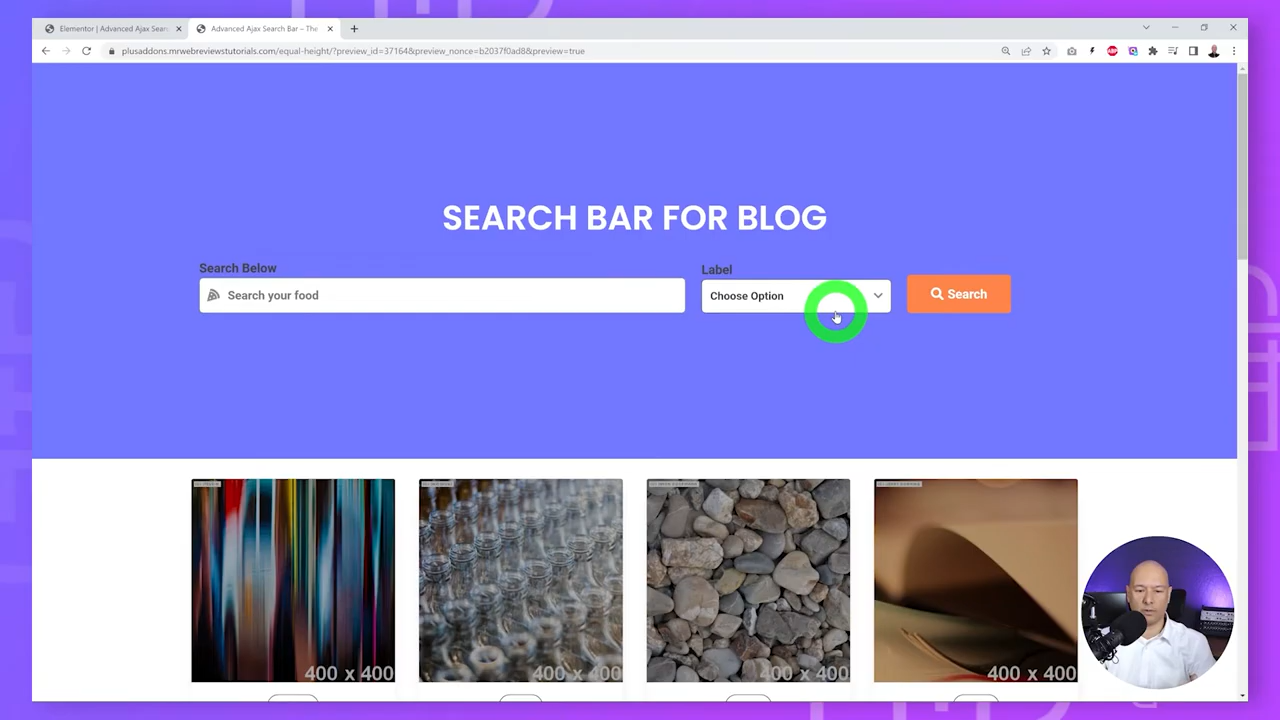 Elementor | Advanced Ajax Sear
Advanced Ajax Search Bar – The
plusaddons.mrwebreviewstutorials.com/equal-height/?preview_id=37164&preview_nonce=b2037f0ad8&preview=true
SEARCH BAR FOR BLOG
Search Below
Label
Search your food
Choose Option
Search
400 x 400
400 x 400
400 x 400
400 x 400